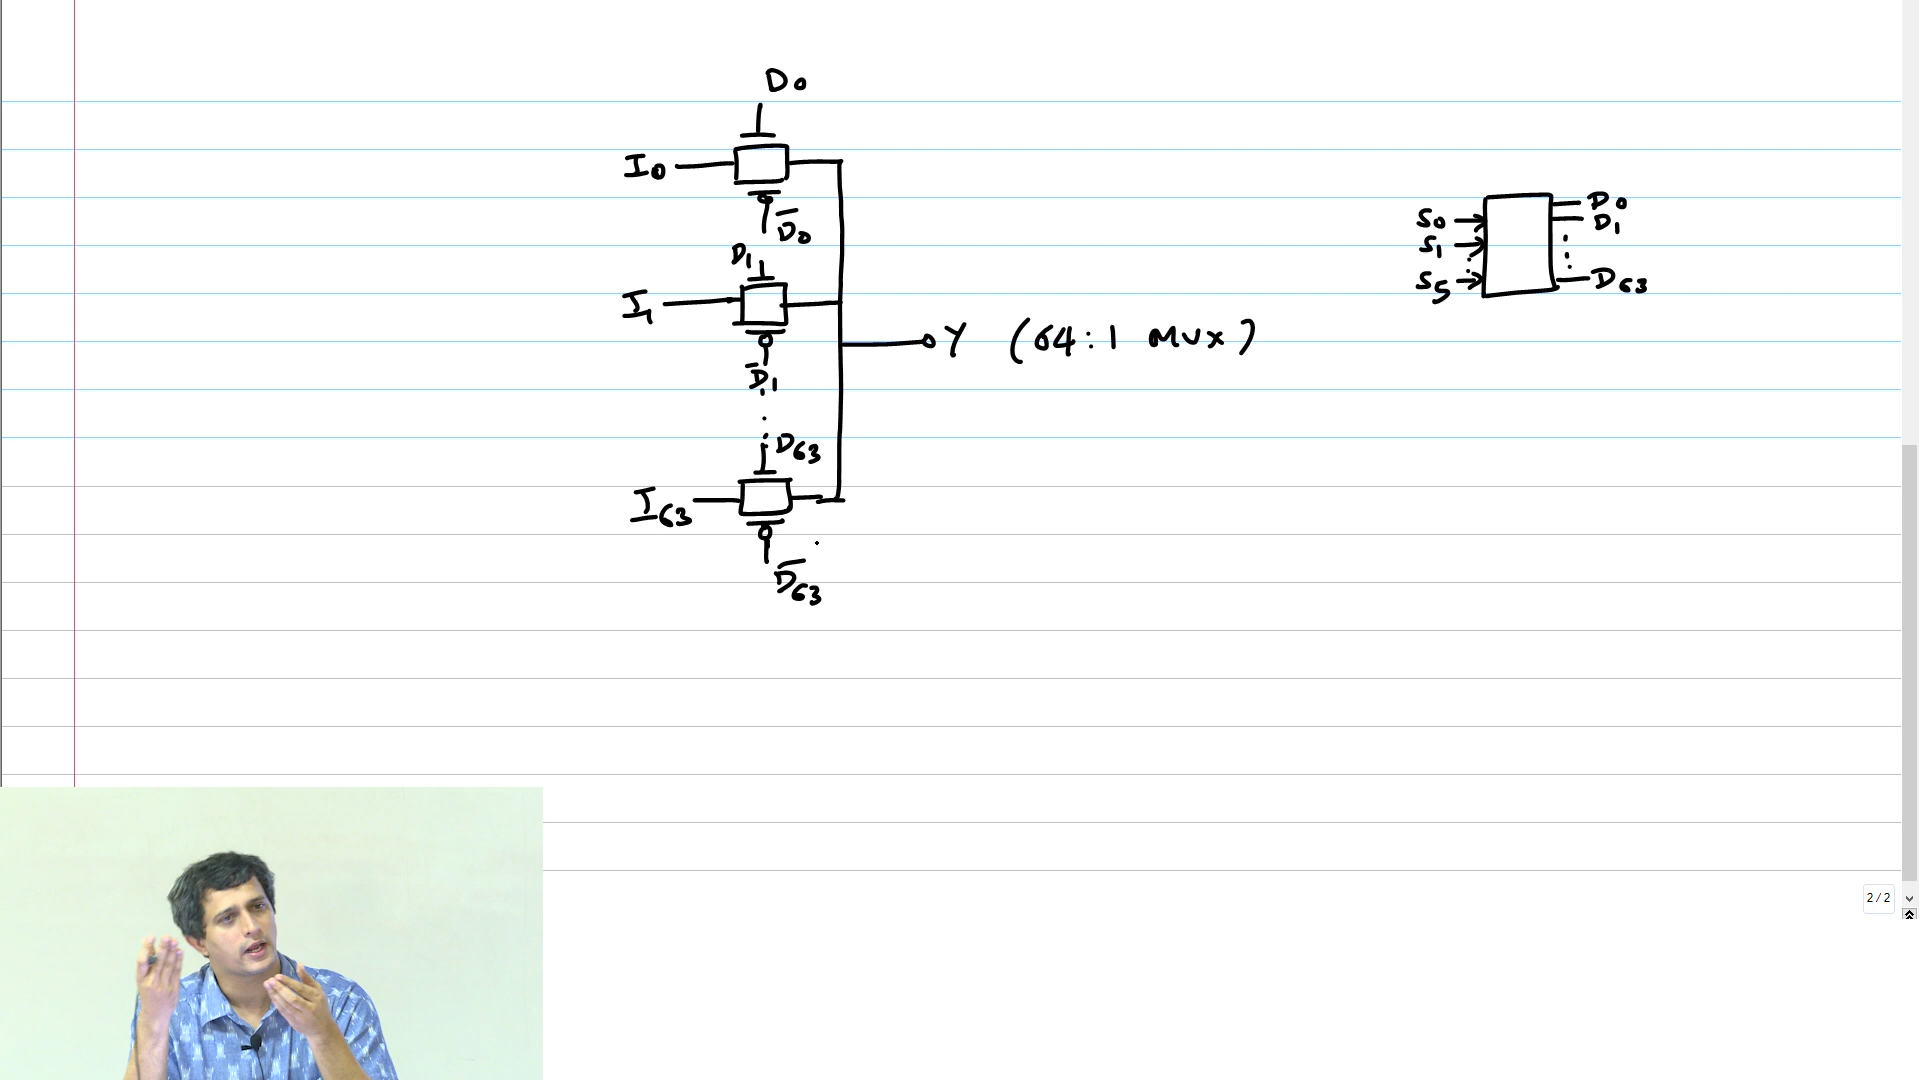 D0
I0
D̅0
D1
I1
D̅1
Y (64:1 MUX)
D63
I63
D̅63
S0
S1
S5
D0
D1
D63
2/2